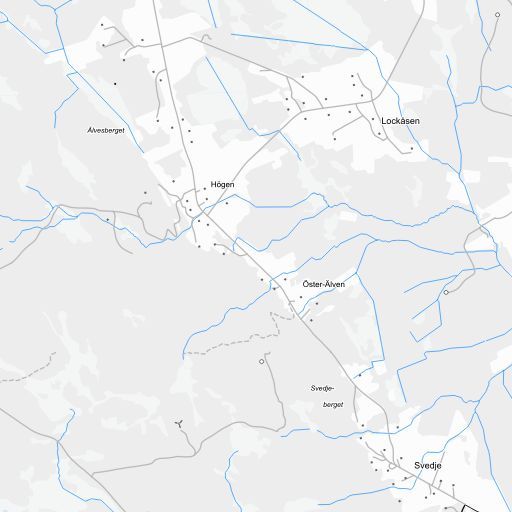 Lockåsen
Älvesberget
Högen
Öster-Älven
Svedje-
berget
Svedje